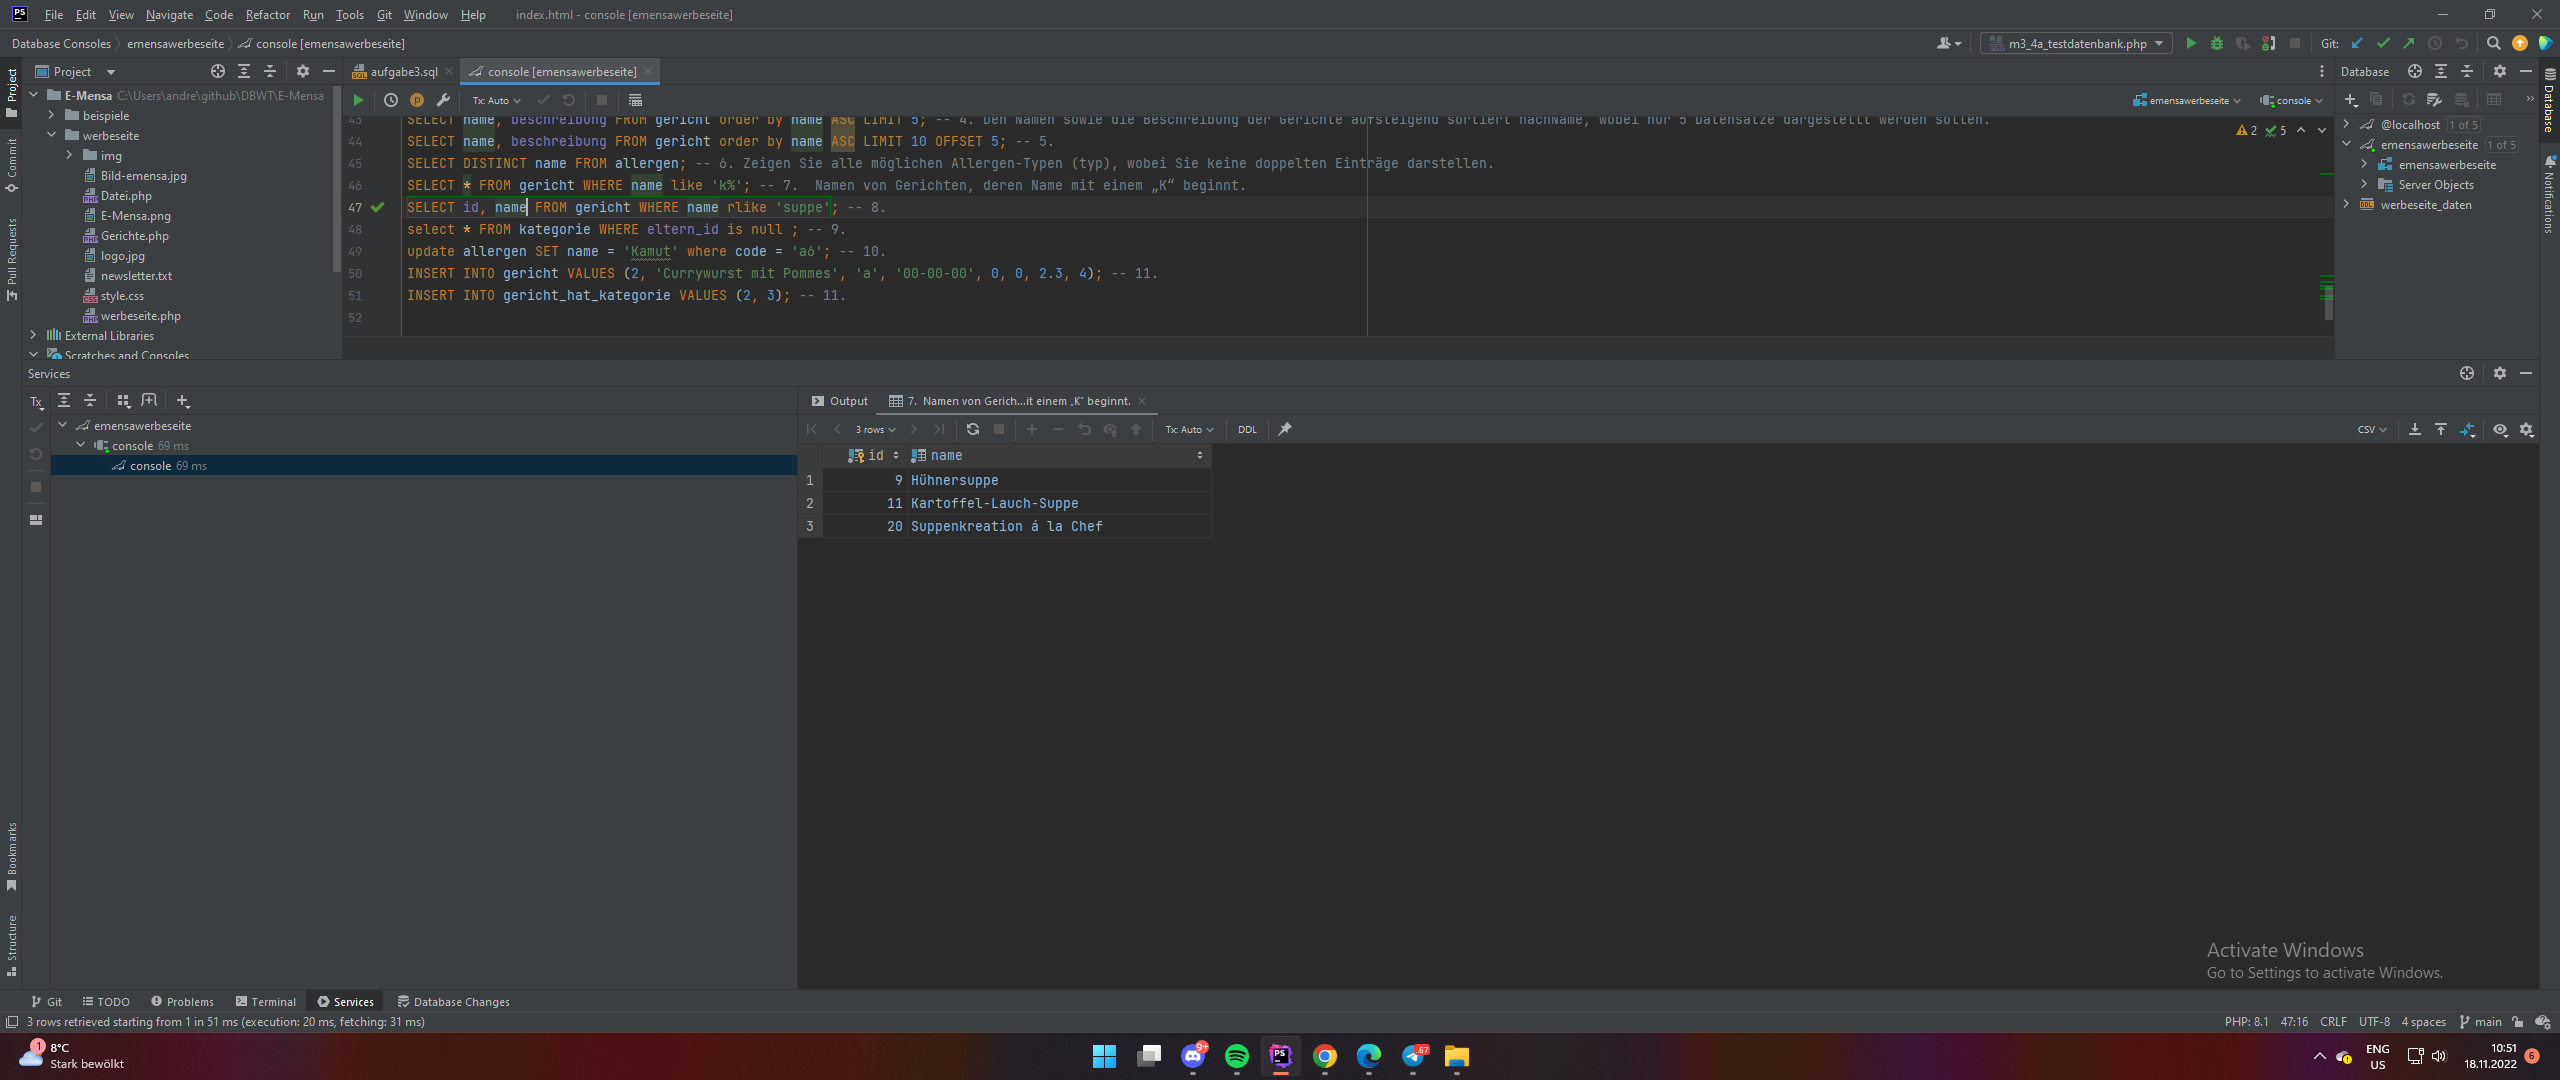 PS File Edit View Navigate Code Refactor Run Tools Git Window Help index.html - console [emensawerbeseite]
Database Consoles emensawerbeseite console [emensawerbeseite] m3_4a_testdatenbank.php Git:
Project aufgabe3.sql console [emensawerbeseite] Database
Tx: Auto emensawerbeseite console
E-Mensa C:\Users\andre\github\DBWT\E-Mensa
beispiele
werbeseite
img
Bild-emensa.jpg
Datei.php
E-Mensa.png
Gerichte.php
logo.jpg
newsletter.txt
style.css
werbeseite.php
External Libraries
Scratches and Consoles
43 SELECT name, beschreibung FROM gericht order by name ASC LIMIT 5; -- 4. Den Namen sowie die Beschreibung der Gerichte aufsteigend sortiert nachName, wobei nur 5 Datensätze dargestellt werden sollen.
44 SELECT name, beschreibung FROM gericht order by name ASC LIMIT 10 OFFSET 5; -- 5.
45 SELECT DISTINCT name FROM allergen; -- 6. Zeigen Sie alle möglichen Allergen-Typen (typ), wobei Sie keine doppelten Einträge darstellen.
46 SELECT * FROM gericht WHERE name like 'k%'; -- 7.  Namen von Gerichten, deren Name mit einem „K“ beginnt.
47 SELECT id, name FROM gericht WHERE name rlike 'suppe'; -- 8.
48 select * FROM kategorie WHERE eltern_id is null ; -- 9.
49 update allergen SET name = 'Kamut' where code = 'a6'; -- 10.
50 INSERT INTO gericht VALUES (2, 'Currywurst mit Pommes', 'a', '00-00-00', 0, 0, 2.3, 4); -- 11.
51 INSERT INTO gericht_hat_kategorie VALUES (2, 3); -- 11.
52
2 5
@localhost 1 of 5
emensawerbeseite 1 of 5
emensawerbeseite
Server Objects
werbeseite_daten
Project
Commit
Pull Requests
Bookmarks
Structure
Database
Notifications
Services
Tx
emensawerbeseite
console 69 ms
console 69 ms
Output 7. Namen von Gerich...it einem „K“ beginnt.
3 rows Tx: Auto DDL CSV
id name
1 9 Hühnersuppe
2 11 Kartoffel-Lauch-Suppe
3 20 Suppenkreation á la Chef
Activate Windows
Go to Settings to activate Windows.
Git TODO Problems Terminal Services Database Changes
3 rows retrieved starting from 1 in 51 ms (execution: 20 ms, fetching: 31 ms) PHP: 8.1 47:16 CRLF UTF-8 4 spaces main
1 8°C
Stark bewölkt
9+ PS 67
ENG
US
10:51
18.11.2022
6